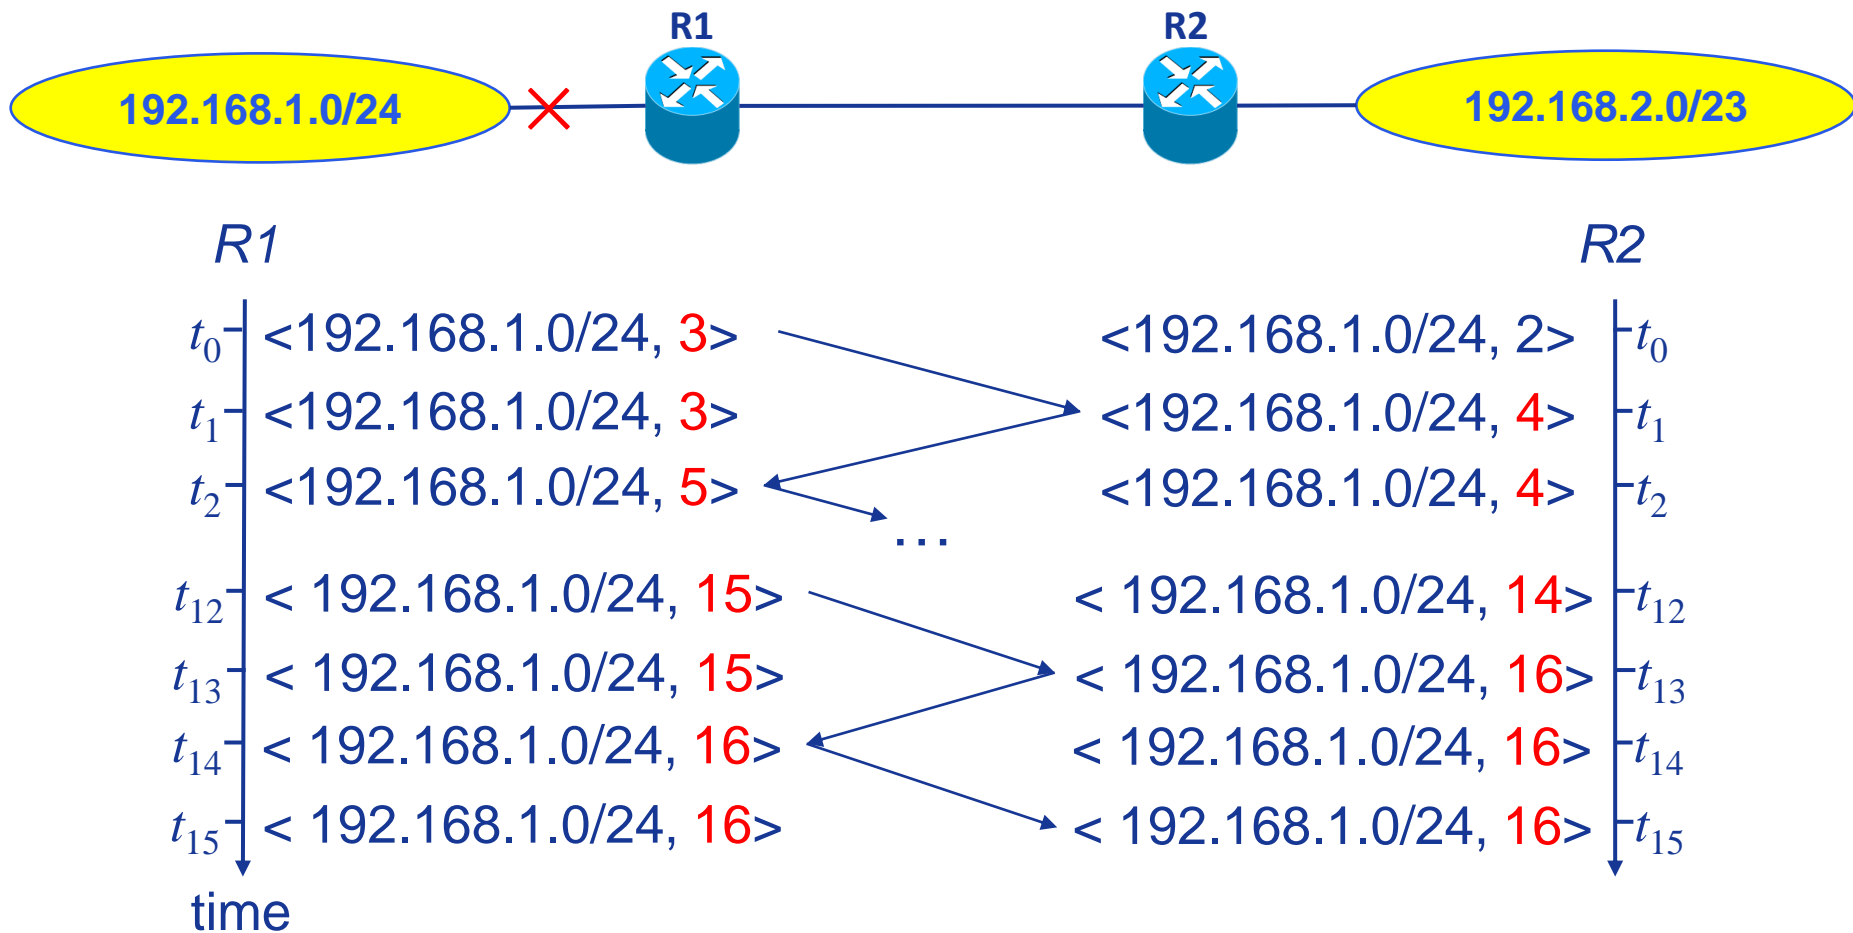 R1 R2
192.168.1.0/24 192.168.2.0/23
R1 R2
t0 <192.168.1.0/24, 3> <192.168.1.0/24, 2> t0
t1 <192.168.1.0/24, 3> <192.168.1.0/24, 4> t1
t2 <192.168.1.0/24, 5> <192.168.1.0/24, 4> t2
...
t12 < 192.168.1.0/24, 15> < 192.168.1.0/24, 14> t12
t13 < 192.168.1.0/24, 15> < 192.168.1.0/24, 16> t13
t14 < 192.168.1.0/24, 16> < 192.168.1.0/24, 16> t14
t15 < 192.168.1.0/24, 16> < 192.168.1.0/24, 16> t15
time